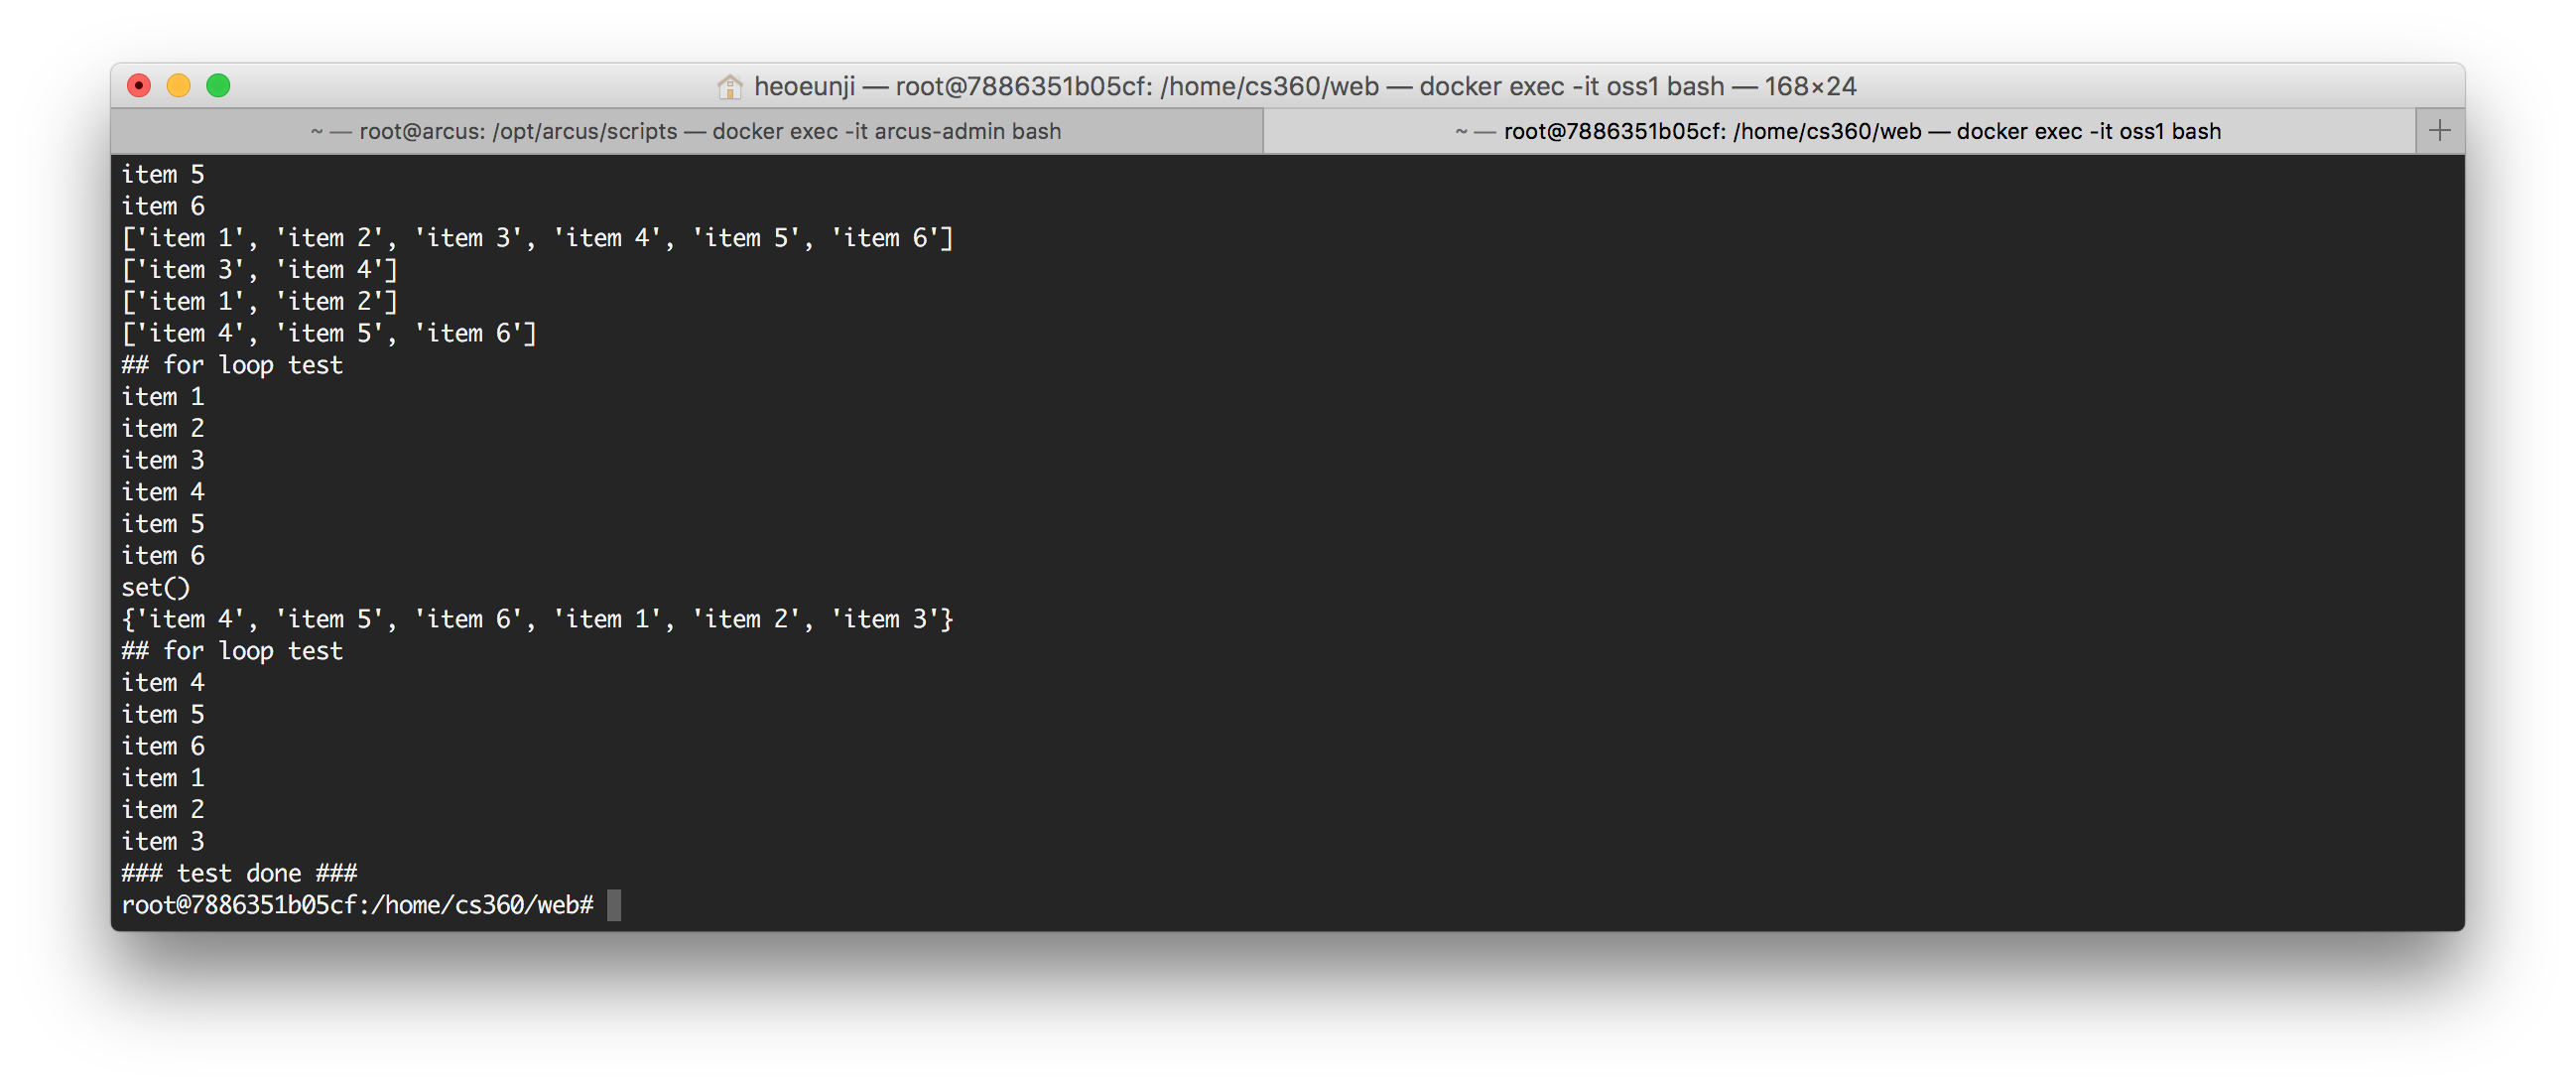 heoeunji — root@7886351b05cf: /home/cs360/web — docker exec -it oss1 bash — 168×24
~ — root@arcus: /opt/arcus/scripts — docker exec -it arcus-admin bash
~ — root@7886351b05cf: /home/cs360/web — docker exec -it oss1 bash
item 5
item 6
['item 1', 'item 2', 'item 3', 'item 4', 'item 5', 'item 6']
['item 3', 'item 4']
['item 1', 'item 2']
['item 4', 'item 5', 'item 6']
## for loop test
item 1
item 2
item 3
item 4
item 5
item 6
set()
{'item 4', 'item 5', 'item 6', 'item 1', 'item 2', 'item 3'}
## for loop test
item 4
item 5
item 6
item 1
item 2
item 3
### test done ###
root@7886351b05cf:/home/cs360/web#